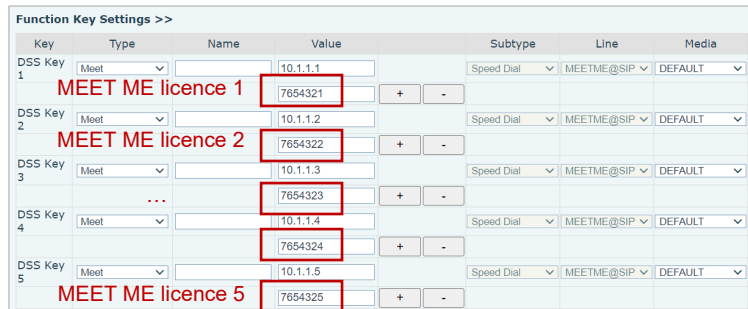 Function Key Settings >>
Key Type Name Value Subtype Line Media
DSS Key 1 Meet 10.1.1.1 Speed Dial MEETME@SIP DEFAULT
MEET ME licence 1 7654321 + -
DSS Key 2 Meet 10.1.1.2 Speed Dial MEETME@SIP DEFAULT
MEET ME licence 2 7654322 + -
DSS Key 3 Meet 10.1.1.3 Speed Dial MEETME@SIP DEFAULT
... 7654323 + -
DSS Key 4 Meet 10.1.1.4 Speed Dial MEETME@SIP DEFAULT
7654324 + -
DSS Key 5 Meet 10.1.1.5 Speed Dial MEETME@SIP DEFAULT
MEET ME licence 5 7654325 + -